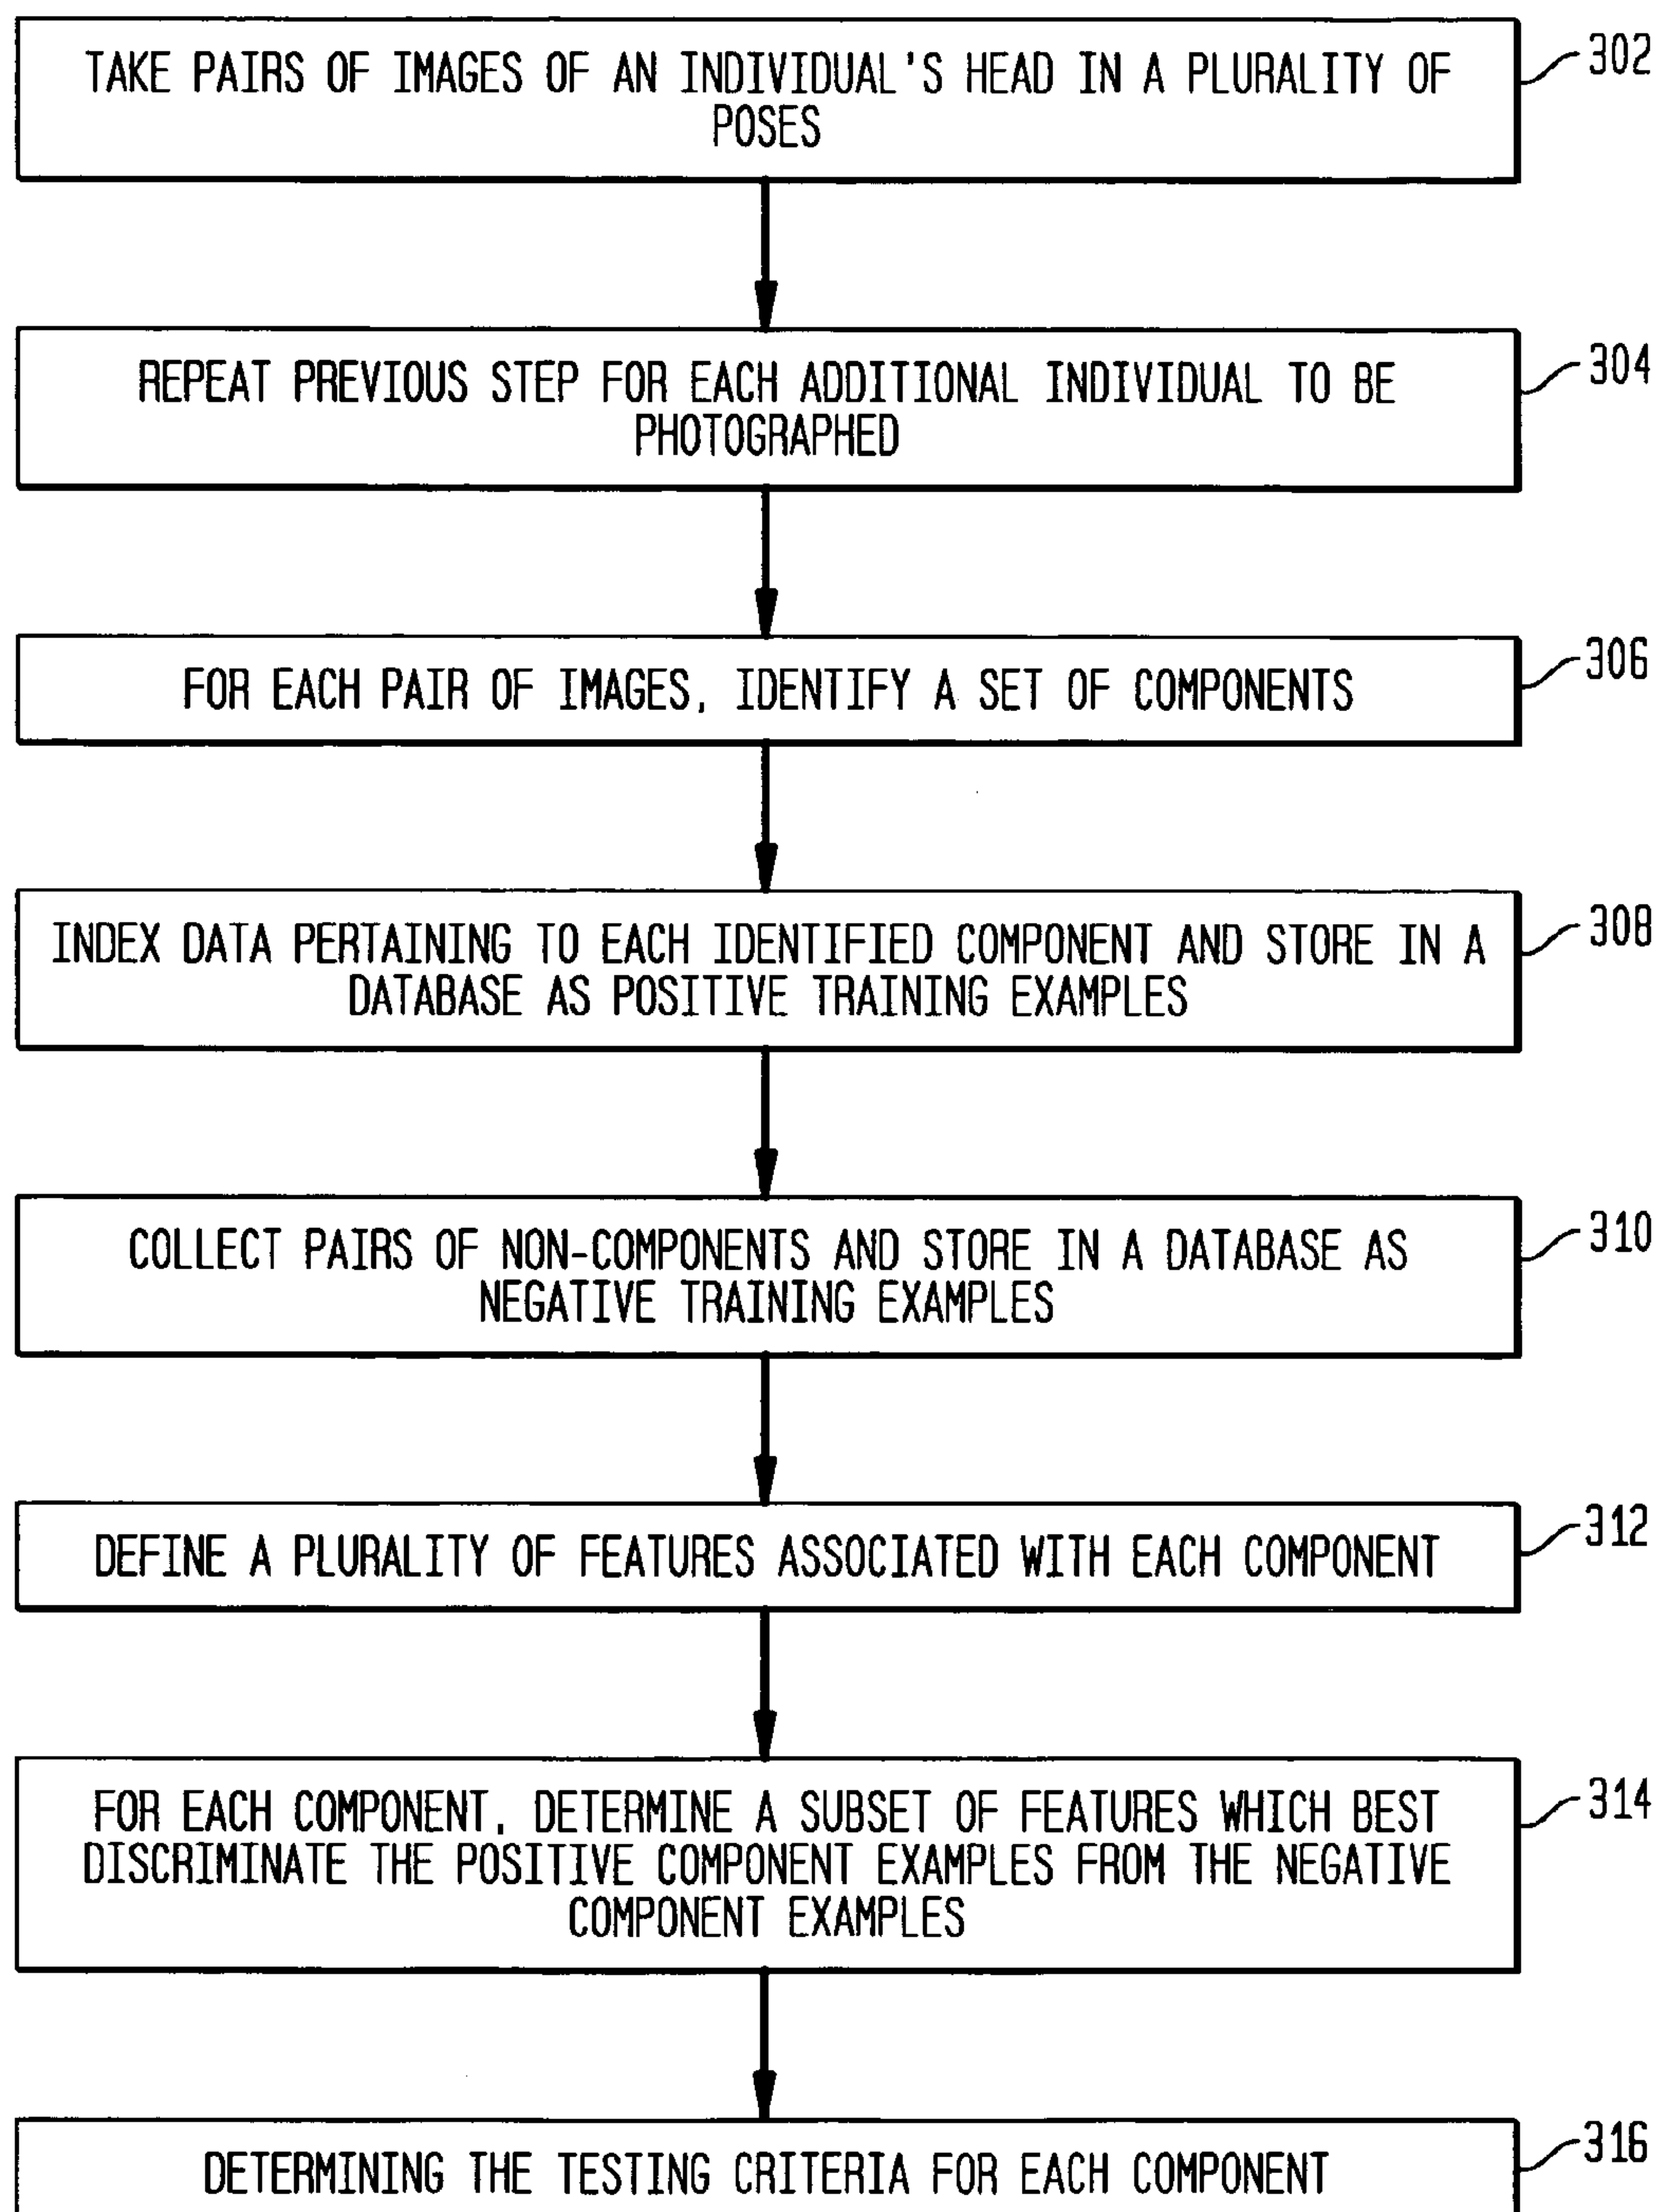 TAKE PAIRS OF IMAGES OF AN INDIVIDUAL'S HEAD IN A PLURALITY OF
POSES
302
REPEAT PREVIOUS STEP FOR EACH ADDITIONAL INDIVIDUAL TO BE
PHOTOGRAPHED
304
FOR EACH PAIR OF IMAGES, IDENTIFY A SET OF COMPONENTS
306
INDEX DATA PERTAINING TO EACH IDENTIFIED COMPONENT AND STORE IN A
DATABASE AS POSITIVE TRAINING EXAMPLES
308
COLLECT PAIRS OF NON-COMPONENTS AND STORE IN A DATABASE AS
NEGATIVE TRAINING EXAMPLES
310
DEFINE A PLURALITY OF FEATURES ASSOCIATED WITH EACH COMPONENT
312
FOR EACH COMPONENT, DETERMINE A SUBSET OF FEATURES WHICH BEST
DISCRIMINATE THE POSITIVE COMPONENT EXAMPLES FROM THE NEGATIVE
COMPONENT EXAMPLES
314
DETERMINING THE TESTING CRITERIA FOR EACH COMPONENT
316